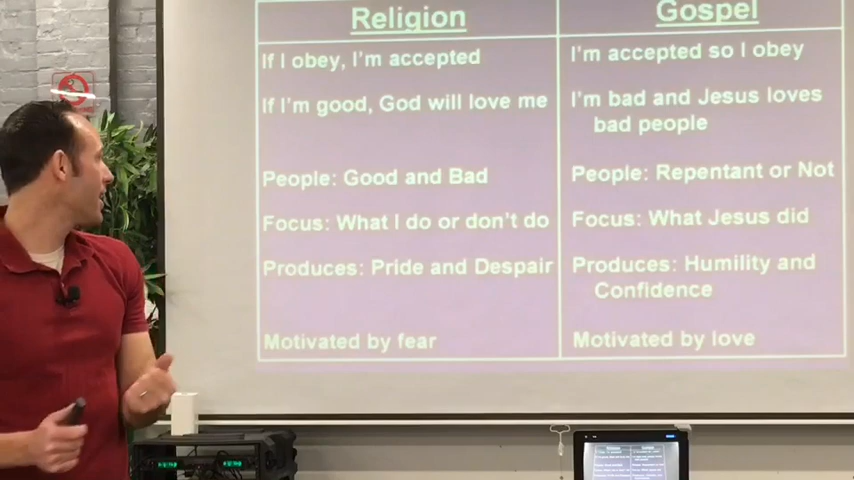 Religion
Gospel
If I obey, I'm accepted
I'm accepted so I obey
If I'm good, God will love me
I'm bad and Jesus loves
bad people
People: Good and Bad
People: Repentant or Not
Focus: What I do or don't do
Focus: What Jesus did
Produces: Pride and Despair
Produces: Humility and
Confidence
Motivated by fear
Motivated by love